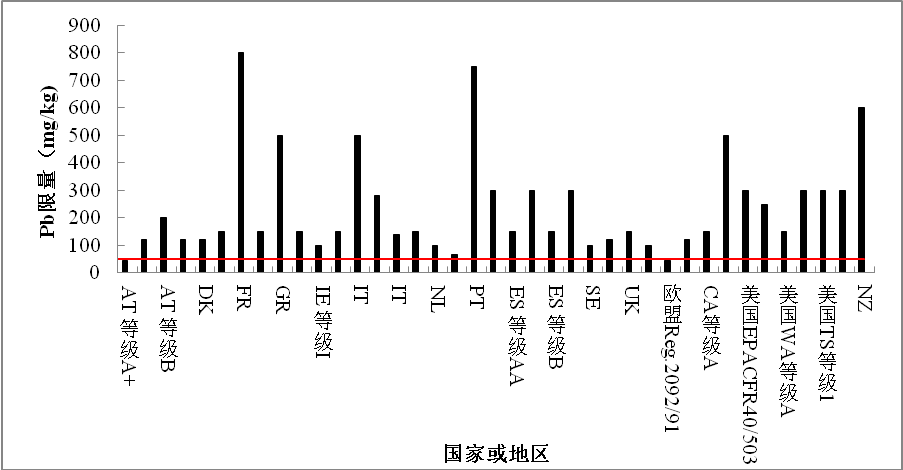 Pb限量（mg/kg)
900
800
700
600
500
400
300
200
100
0
AT等级A+
AT等级B
DK
FR
GR
IE等级I
IT
IT
NL
PT
ES等级AA
ES等级B
SE
UK
欧盟Reg 2092/91
CA等级A
美国EPACFR40/503
美国WA等级A
美国TS等级1
NZ
国家或地区